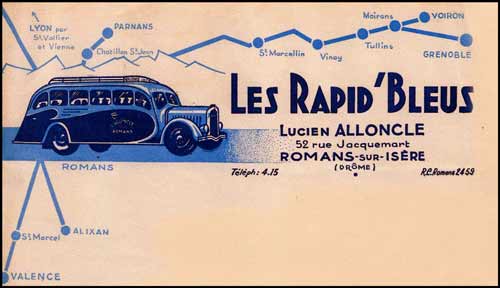 LYON par
St Vallier
et Vienne
PARNANS
Chatillon St Jean
St Marcellin
Vinay
Tullins
Moirans
VOIRON
GRENOBLE
LES RAPID'BLEUS
LUCIEN ALLONCLE
52 rue Jacquemart
ROMANS-SUR-ISÈRE
(DRÔME)
Téléph: 4.15
R.C. Romans 2459
ROMANS
ROMANS
St Marcel
ALIXAN
VALENCE